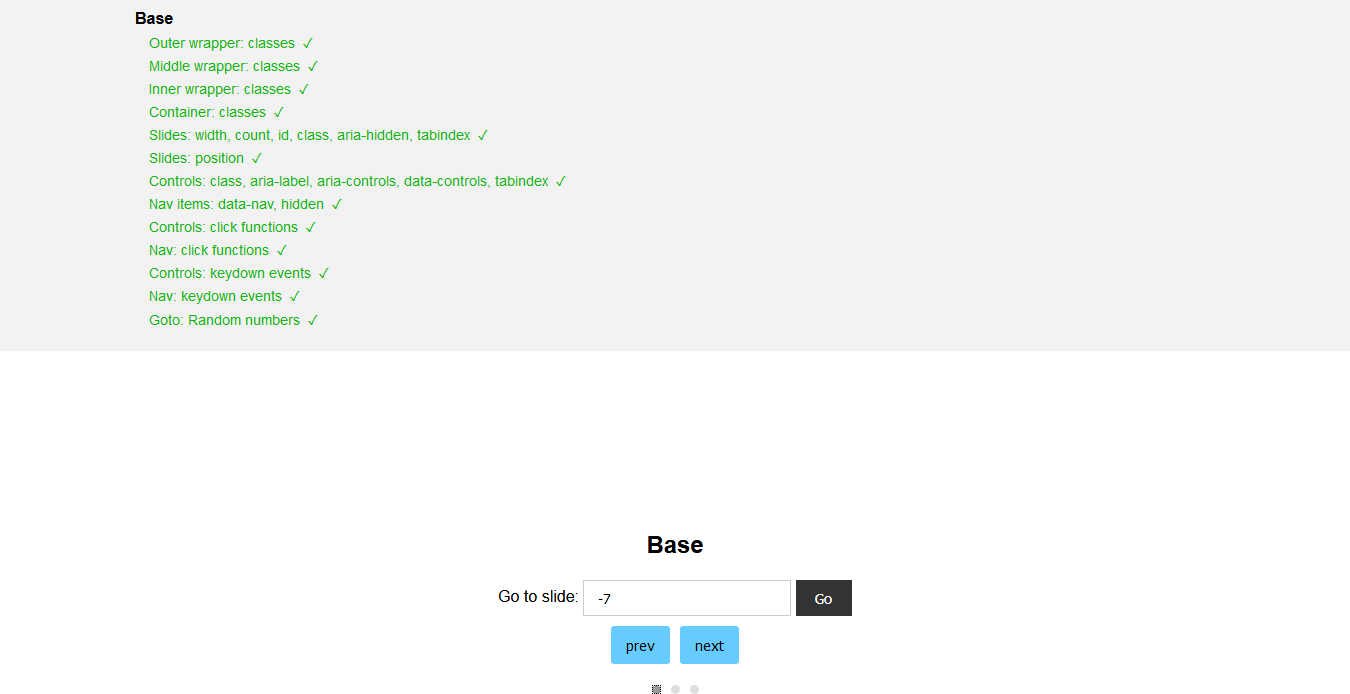 Base
Outer wrapper: classes ✓
Middle wrapper: classes ✓
Inner wrapper: classes ✓
Container: classes ✓
Slides: width, count, id, class, aria-hidden, tabindex ✓
Slides: position ✓
Controls: class, aria-label, aria-controls, data-controls, tabindex ✓
Nav items: data-nav, hidden ✓
Controls: click functions ✓
Nav: click functions ✓
Controls: keydown events ✓
Nav: keydown events ✓
Goto: Random numbers ✓
Base
Go to slide: -7 Go
prev next